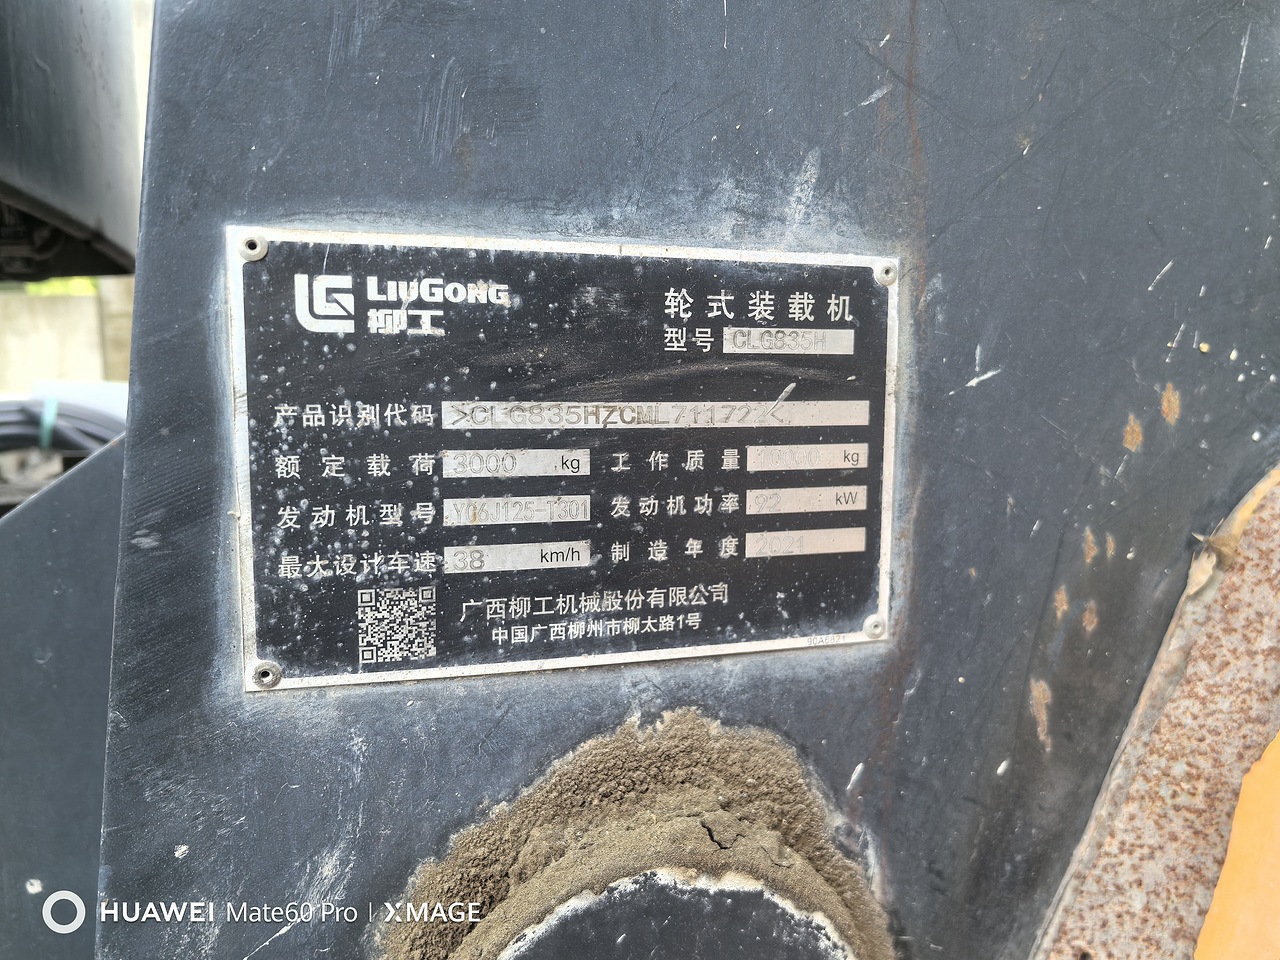 LIUGONG
柳工
轮式装载机
型号 CLG835H
产品识别代码 >CLG835HZCML711722<
额定载荷 3000 kg 工作质量 kg
发动机型号 YC6J125-T301 发动机功率 92 kW
最大设计车速 38 km/h 制造年度 2021
广西柳工机械股份有限公司
中国广西柳州市柳太路1号
90A6821
HUAWEI Mate60 Pro | XMAGE